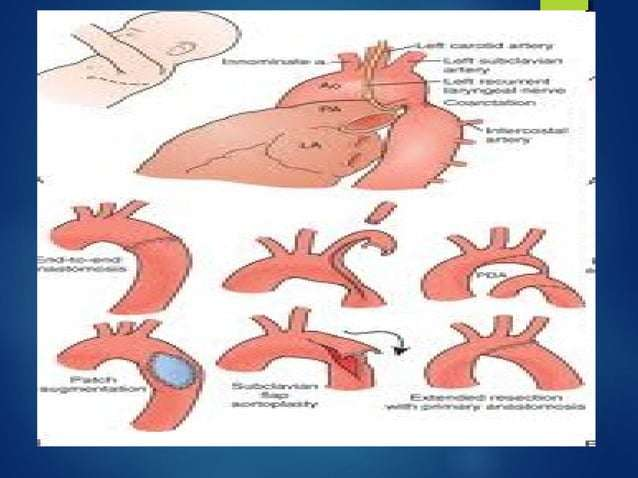 Left carotid artery
Innominate a.
Left subclavian
artery
Left recurrent
laryngeal nerve
Ao
Coarctation
PA
Intercostal
artery
LA
End-to-end
anastomosis
PDA
Patch
augmentation
Subclavian
flap
aortoplasty
Extended resection
with primary anastomosis